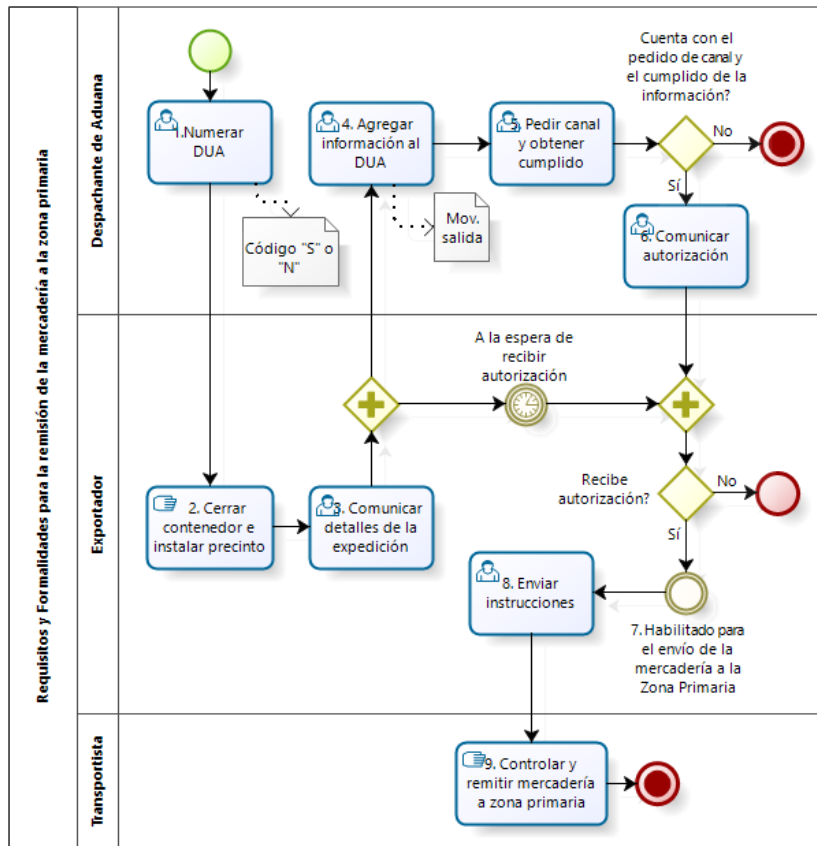 Requisitos y Formalidades para la remisión de la mercadería a la zona primaria
Despachante de Aduana
1.Numerar
DUA
Código "S" o
"N"
4. Agregar
información al
DUA
Mov.
salida
5. Pedir canal
y obtener
cumplido
Cuenta con el
pedido de canal y
el cumplido de la
información?
No
Sí
6. Comunicar
autorización
Exportador
A la espera de
recibir
autorización
2. Cerrar
contenedor e
instalar precinto
3. Comunicar
detalles de la
expedición
Recibe
autorización?
No
Sí
7. Habilitado para
el envío de la
mercadería a la
Zona Primaria
8. Enviar
instrucciones
Transportista
9. Controlar y
remitir mercadería
a zona primaria